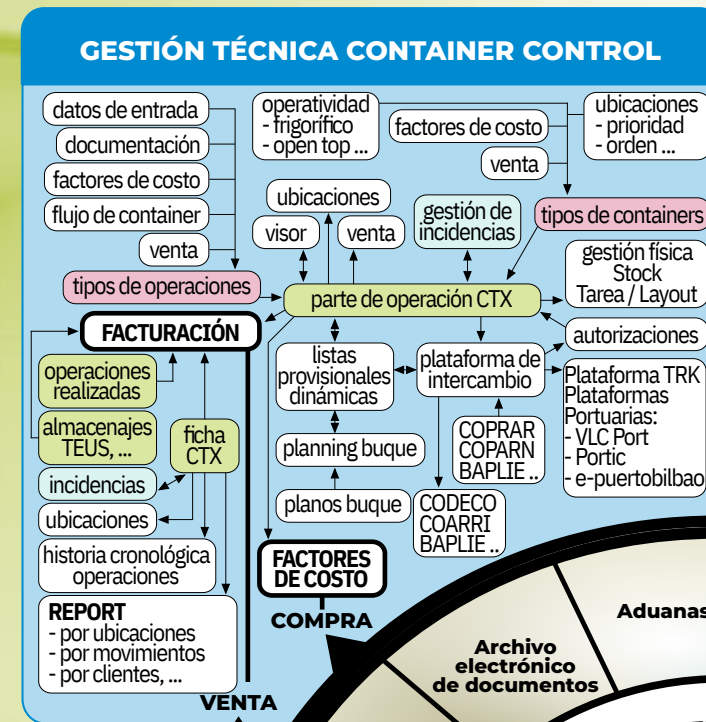 GESTIÓN TÉCNICA CONTAINER CONTROL
datos de entrada
documentación
factores de costo
flujo de container
venta
tipos de operaciones
operatividad
- frigorífico
- open top ...
factores de costo
venta
ubicaciones
- prioridad
- orden ...
tipos de containers
ubicaciones
visor
venta
gestión de
incidencias
parte de operación CTX
gestión física
Stock
Tarea / Layout
autorizaciones
FACTURACIÓN
operaciones
realizadas
almacenajes
TEUS, ...
ficha
CTX
incidencias
ubicaciones
historia cronológica
operaciones
REPORT
- por ubicaciones
- por movimientos
- por clientes, ...
listas
provisionales
dinámicas
planning buque
planos buque
plataforma de
intercambio
COPRAR
COPARN
BAPLIE ..
CODECO
COARRI
BAPLIE ..
Plataforma TRK
Plataformas
Portuarias:
- VLC Port
- Portic
- e-puertobilbao
FACTORES
DE COSTO
COMPRA
VENTA
Archivo
electrónico
de documentos
Aduanas